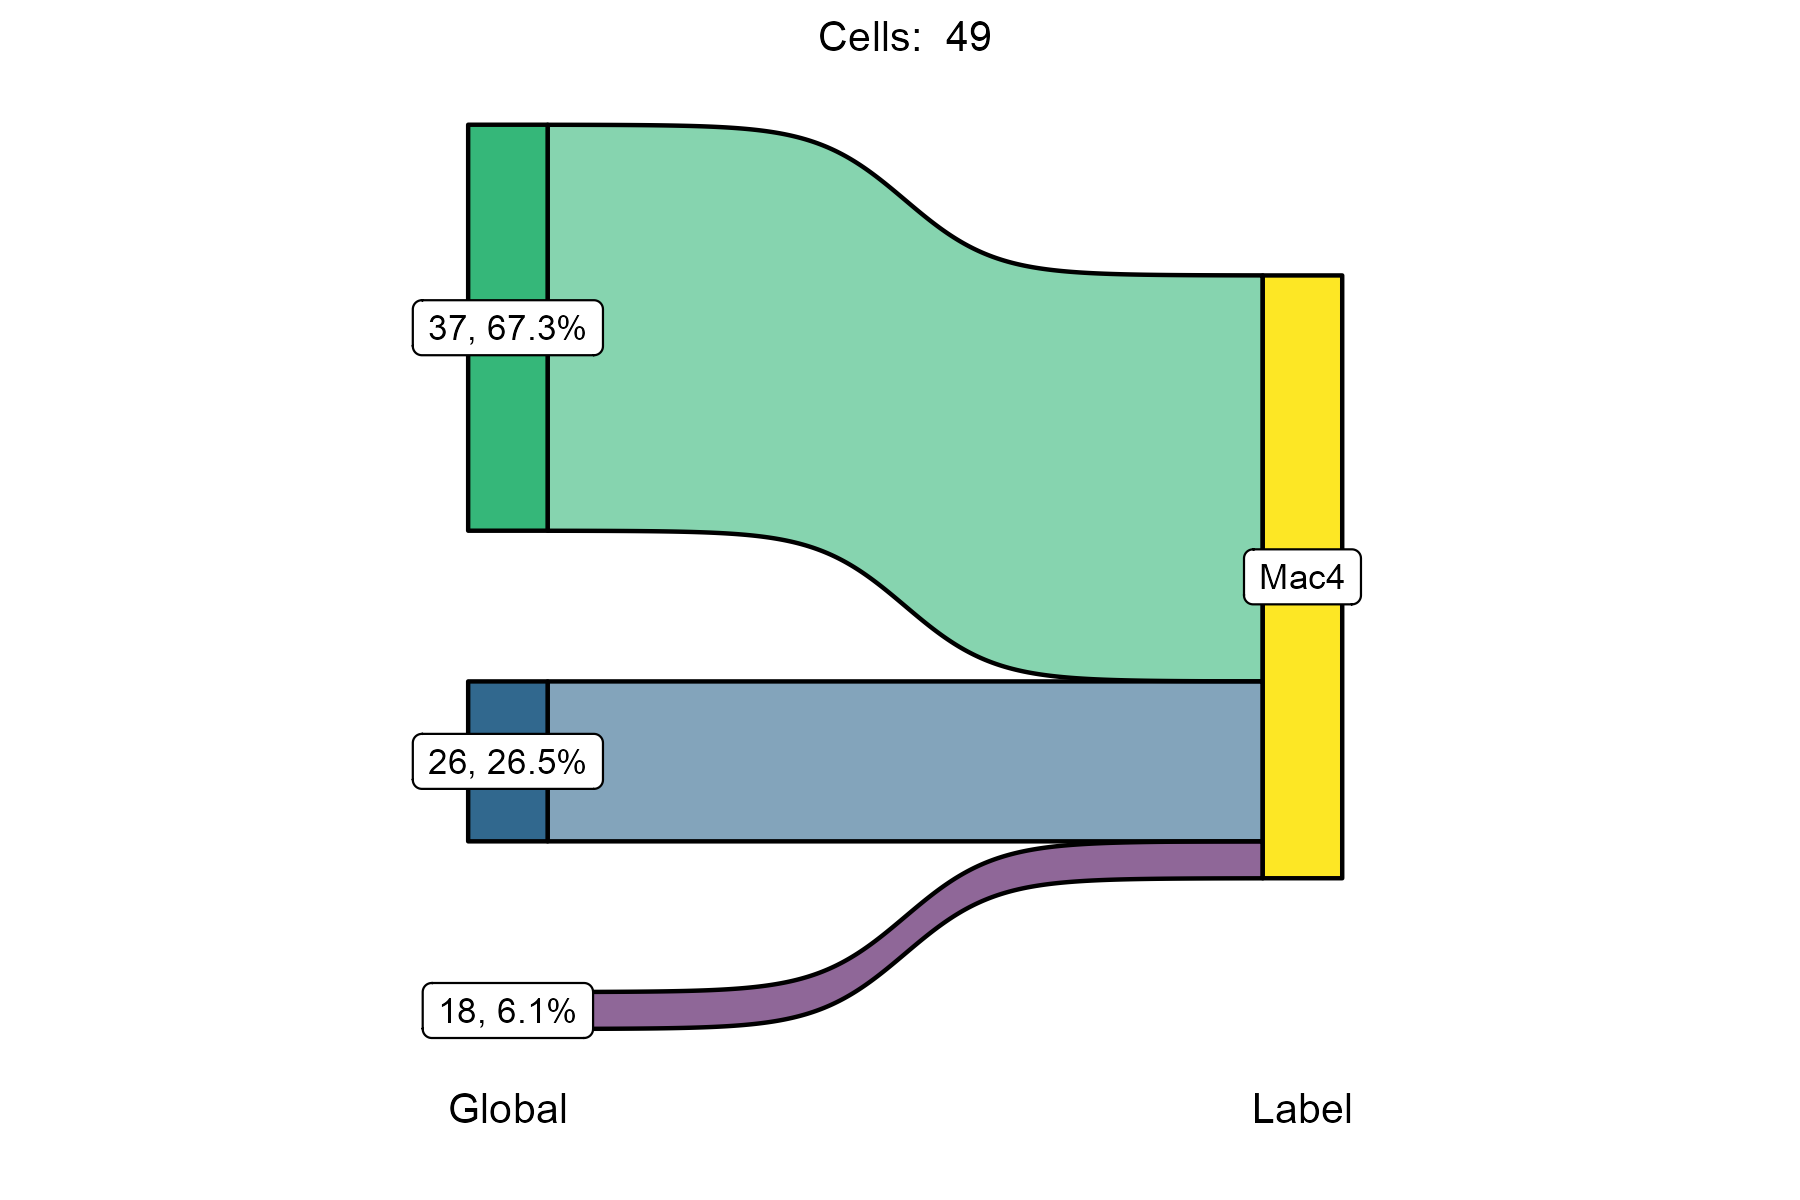 Cells:  49
37, 67.3%
Mac4
26, 26.5%
18, 6.1%
Global
Label